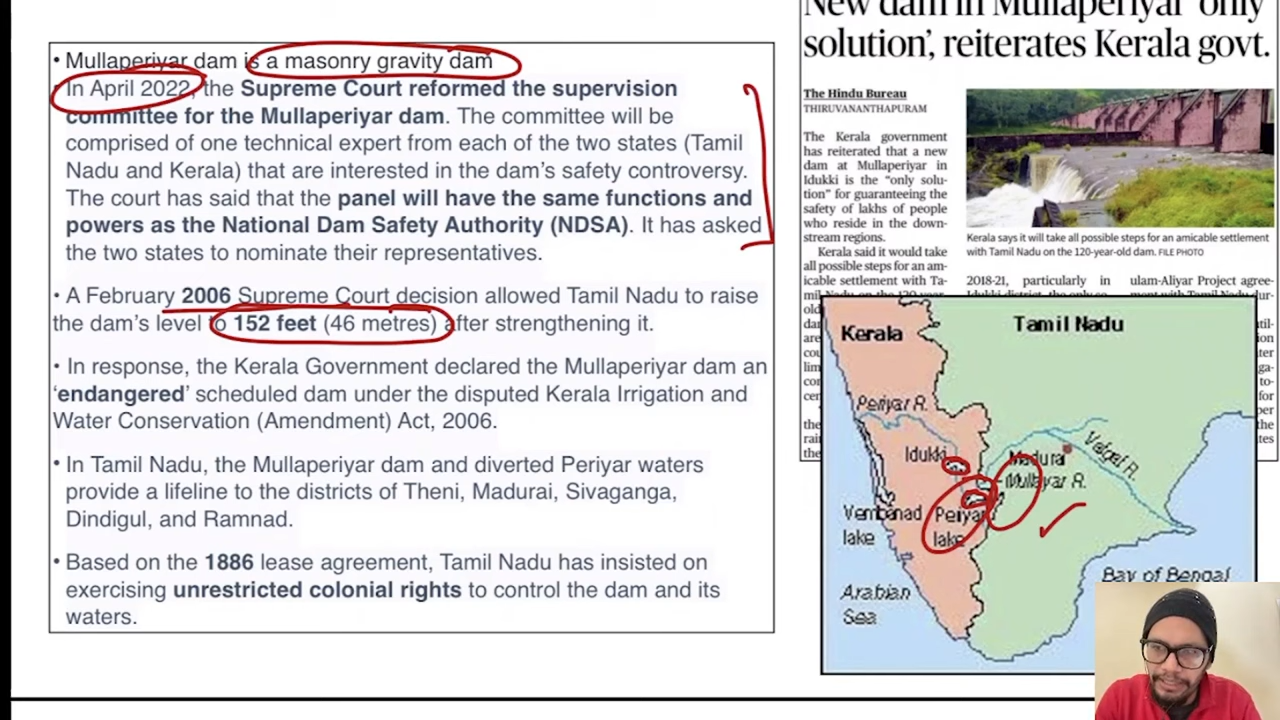 New dam in Mullaperiyar 'only
solution', reiterates Kerala govt.
• Mullaperiyar dam is a masonry gravity dam
• In April 2022, the Supreme Court reformed the supervision
committee for the Mullaperiyar dam. The committee will be
comprised of one technical expert from each of the two states (Tamil
Nadu and Kerala) that are interested in the dam's safety controversy.
The court has said that the panel will have the same functions and
powers as the National Dam Safety Authority (NDSA). It has asked
the two states to nominate their representatives.
• A February 2006 Supreme Court decision allowed Tamil Nadu to raise
the dam's level to 152 feet (46 metres) after strengthening it.
• In response, the Kerala Government declared the Mullaperiyar dam an
'endangered' scheduled dam under the disputed Kerala Irrigation and
Water Conservation (Amendment) Act, 2006.
• In Tamil Nadu, the Mullaperiyar dam and diverted Periyar waters
provide a lifeline to the districts of Theni, Madurai, Sivaganga,
Dindigul, and Ramnad.
• Based on the 1886 lease agreement, Tamil Nadu has insisted on
exercising unrestricted colonial rights to control the dam and its
waters.
The Hindu Bureau
THIRUVANANTHAPURAM
The Kerala government
has reiterated that a new
dam at Mullaperiyar in
Idukki is the "only solu-
tion" for guaranteeing the
safety of lakhs of people
who reside in the down-
stream regions.
Kerala said it would take
all possible steps for an am-
icable settlement with Ta-
Kerala says it will take all possible steps for an amicable settlement
with Tamil Nadu on the 120-year-old dam. FILE PHOTO
2018-21, particularly in
ulam-Aliyar Project agree-
Kerala
Tamil Nadu
Periyar R.
Idukki
Madurai
Vaigai R.
Mullayar R.
Vembanad
lake
Periyar
lake
Arabian
Sea
Bay of Bengal